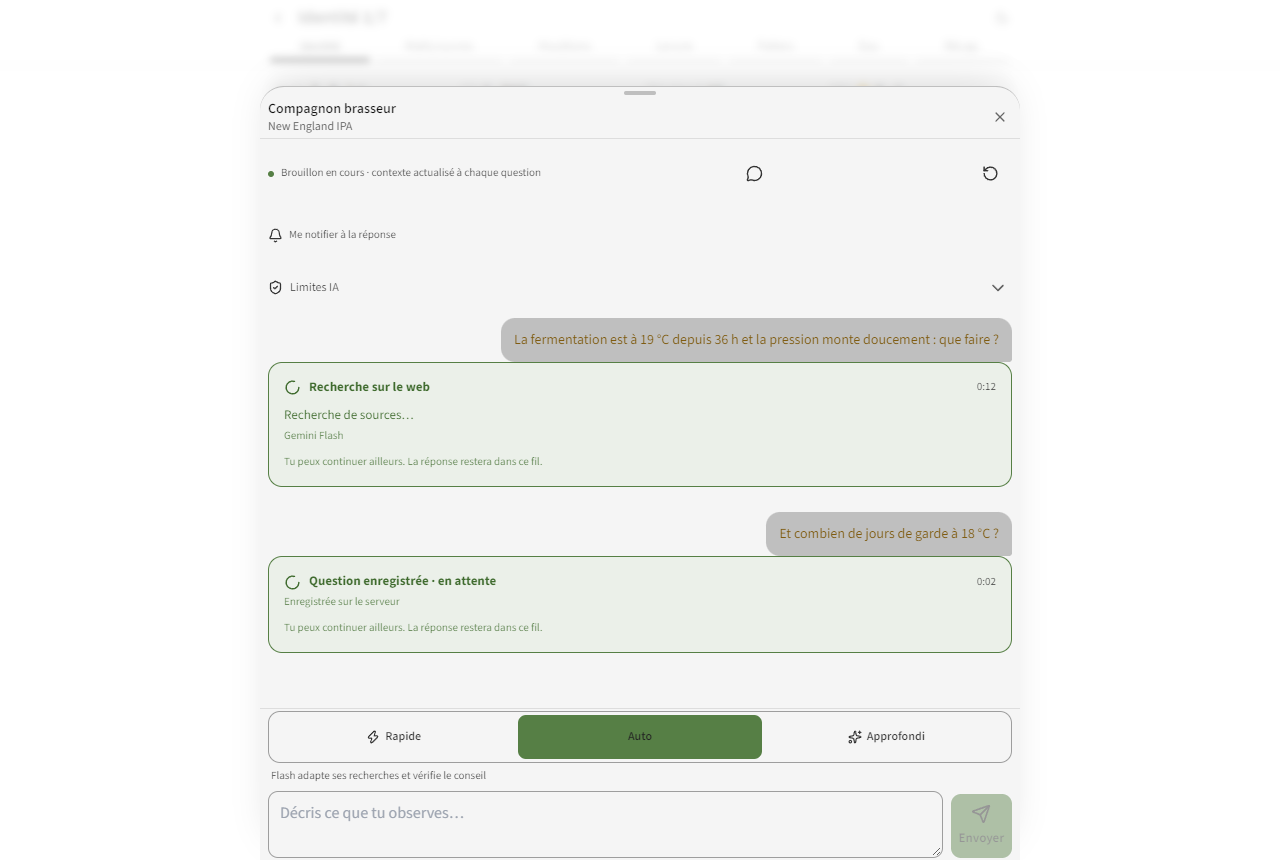 Compagnon brasseur
New England IPA
Brouillon en cours · contexte actualisé à chaque question
Me notifier à la réponse
Limites IA
La fermentation est à 19 °C depuis 36 h et la pression monte doucement : que faire ?
Recherche sur le web
0:12
Recherche de sources…
Gemini Flash
Tu peux continuer ailleurs. La réponse restera dans ce fil.
Et combien de jours de garde à 18 °C ?
Question enregistrée · en attente
0:02
Enregistrée sur le serveur
Tu peux continuer ailleurs. La réponse restera dans ce fil.
Rapide
Auto
Approfondi
Flash adapte ses recherches et vérifie le conseil
Décris ce que tu observes…
Envoyer